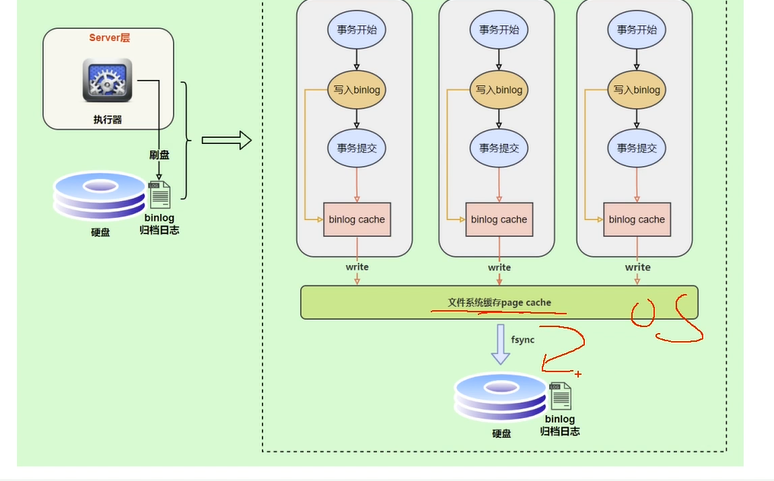 Server层
执行器
刷盘
硬盘
binlog
归档日志
事务开始
写入binlog
事务提交
binlog cache
write
事务开始
写入binlog
事务提交
binlog cache
write
事务开始
写入binlog
事务提交
binlog cache
write
文件系统缓存page cache
OS
fsync
硬盘
binlog
归档日志